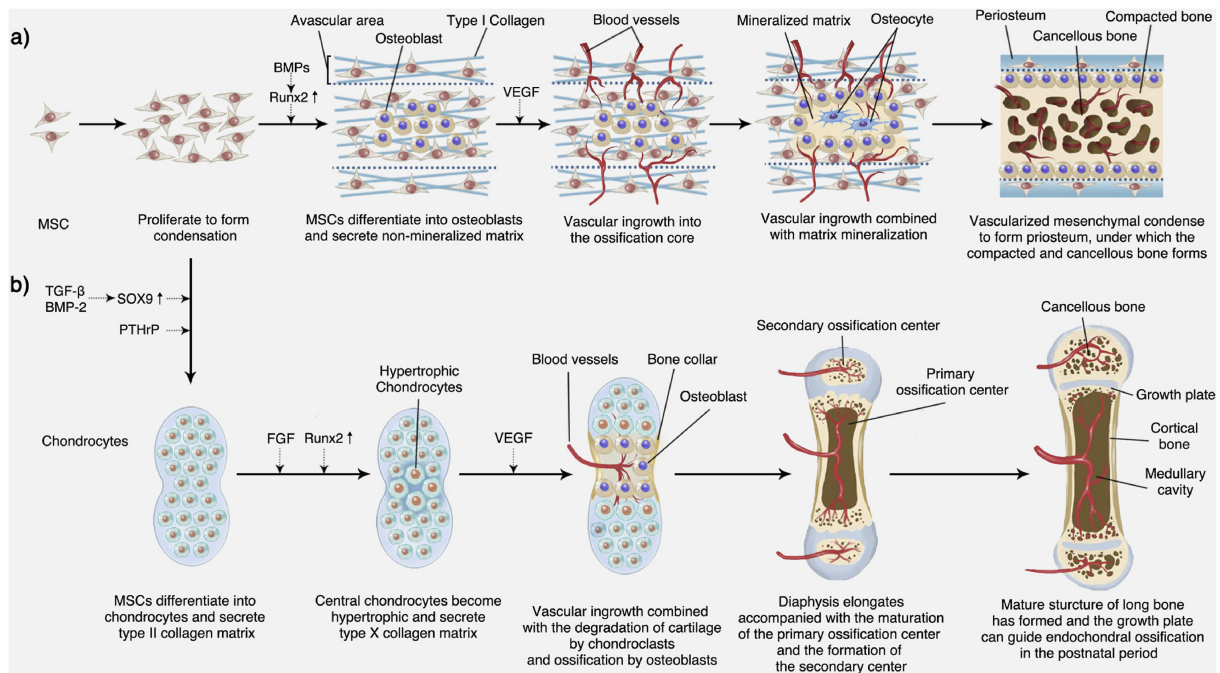 a)
Avascular area
Type I Collagen
Osteoblast
BMPs
Runx2 ↑
VEGF
Blood vessels
Mineralized matrix
Osteocyte
Periosteum
Compacted bone
Cancellous bone
MSC
Proliferate to form
condensation
MSCs differentiate into osteoblasts
and secrete non-mineralized matrix
Vascular ingrowth into
the ossification core
Vascular ingrowth combined
with matrix mineralization
Vascularized mesenchymal condense
to form priosteum, under which the
compacted and cancellous bone forms
b)
TGF-β
BMP-2
SOX9 ↑
PTHrP
Chondrocytes
FGF
Runx2 ↑
Hypertrophic
Chondrocytes
VEGF
Blood vessels
Bone collar
Osteoblast
Secondary ossification center
Primary
ossification center
Cancellous bone
Growth plate
Cortical
bone
Medullary
cavity
MSCs differentiate into
chondrocytes and secrete
type II collagen matrix
Central chondrocytes become
hypertrophic and secrete
type X collagen matrix
Vascular ingrowth combined
with the degradation of cartilage
by chondroclasts
and ossification by osteoblasts
Diaphysis elongates
accompanied with the maturation
of the primary ossification center
and the formation of
the secondary center
Mature sturcture of long bone
has formed and the growth plate
can guide endochondral ossification
in the postnatal period